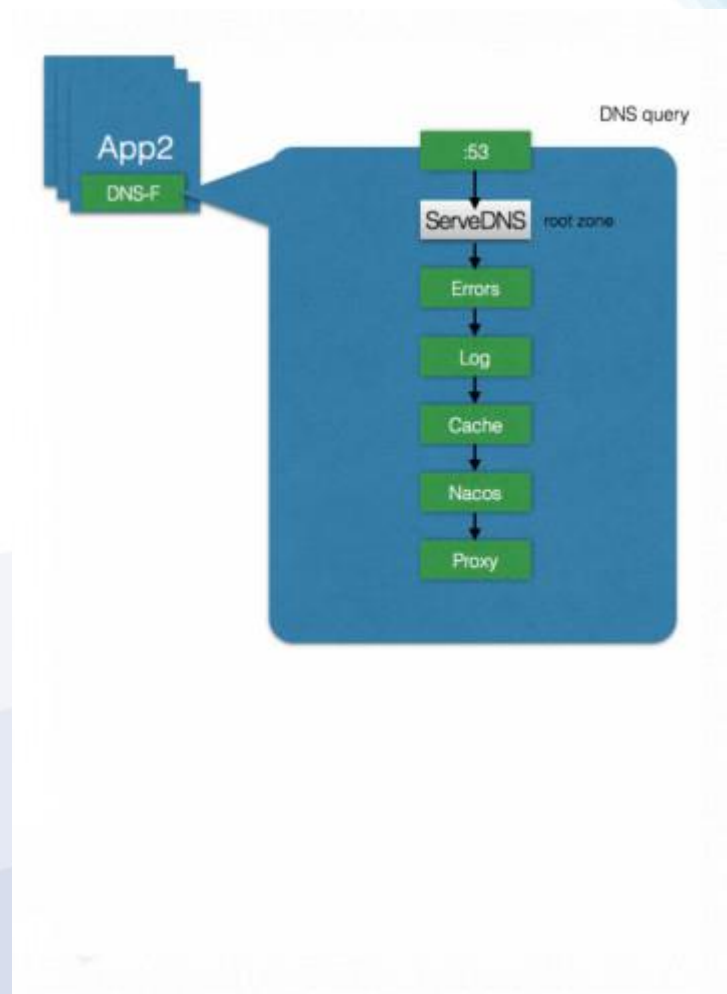 App2
DNS-F
DNS query
:53
ServeDNS
root zone
Errors
Log
Cache
Nacos
Proxy